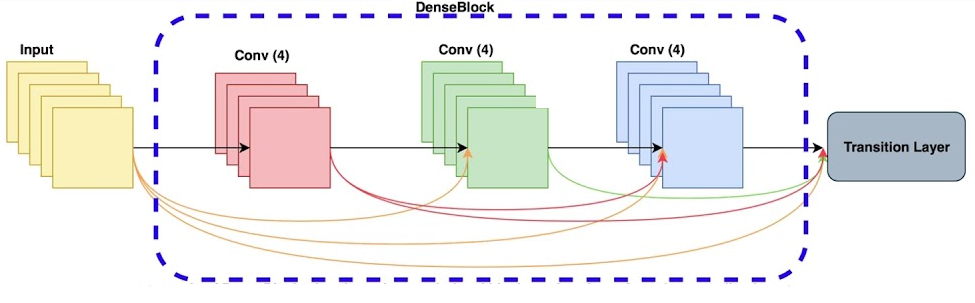 DenseBlock
Input
Conv (4)
Conv (4)
Conv (4)
Transition Layer